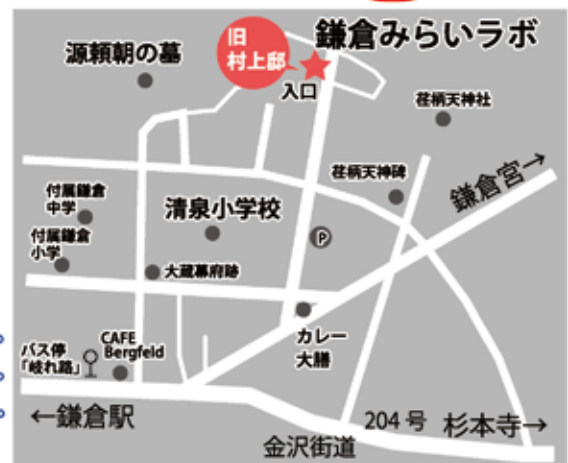 旧
村上邸
鎌倉みらいラボ
源頼朝の墓
入口
荏柄天神社
荏柄天神碑
鎌倉宮→
付属鎌倉
中学
清泉小学校
P
付属鎌倉
小学
大蔵幕府跡
カレー
大膳
CAFE
Bergfeld
バス停
「岐れ路」
←鎌倉駅
204号
杉本寺→
金沢街道